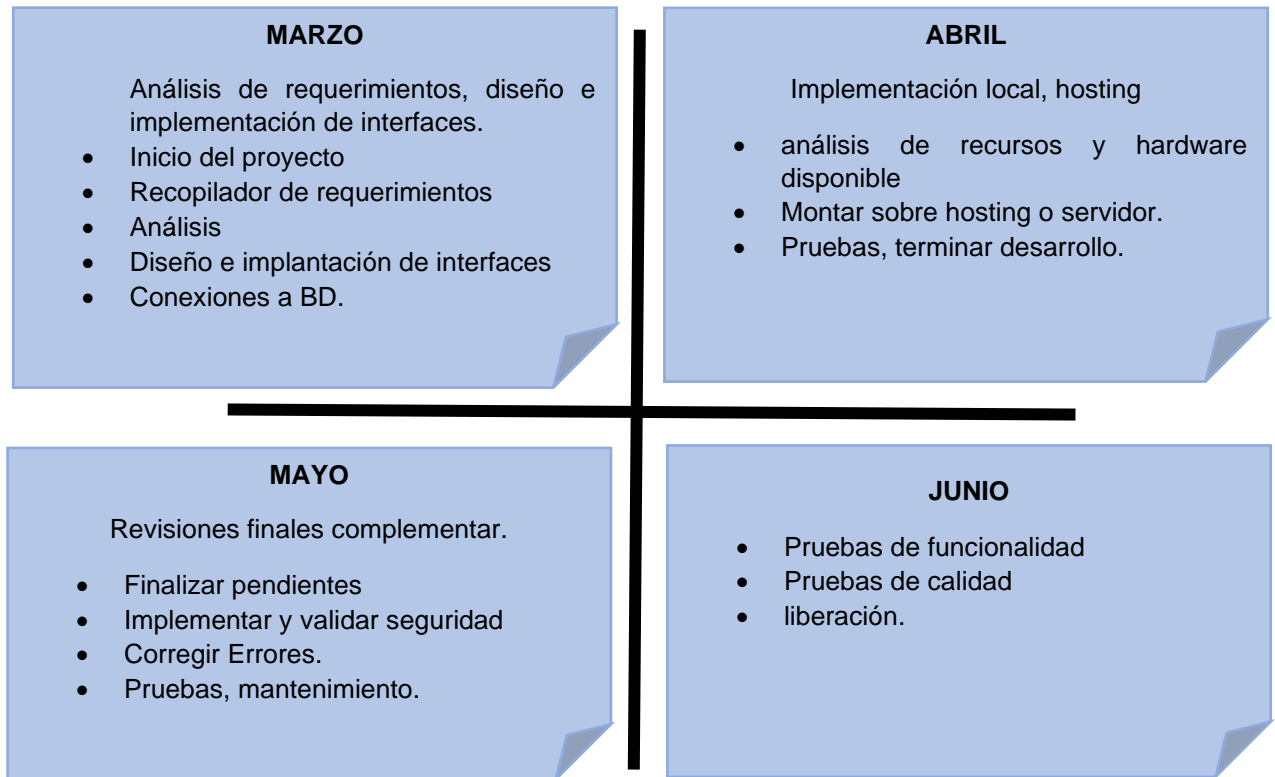 MARZO
Análisis de requerimientos, diseño e
implementación de interfaces.
• Inicio del proyecto
• Recopilador de requerimientos
• Análisis
• Diseño e implantación de interfaces
• Conexiones a BD.
ABRIL
Implementación local, hosting
• análisis de recursos y hardware
disponible
• Montar sobre hosting o servidor.
• Pruebas, terminar desarrollo.
MAYO
Revisiones finales complementar.
• Finalizar pendientes
• Implementar y validar seguridad
• Corregir Errores.
• Pruebas, mantenimiento.
JUNIO
• Pruebas de funcionalidad
• Pruebas de calidad
• liberación.